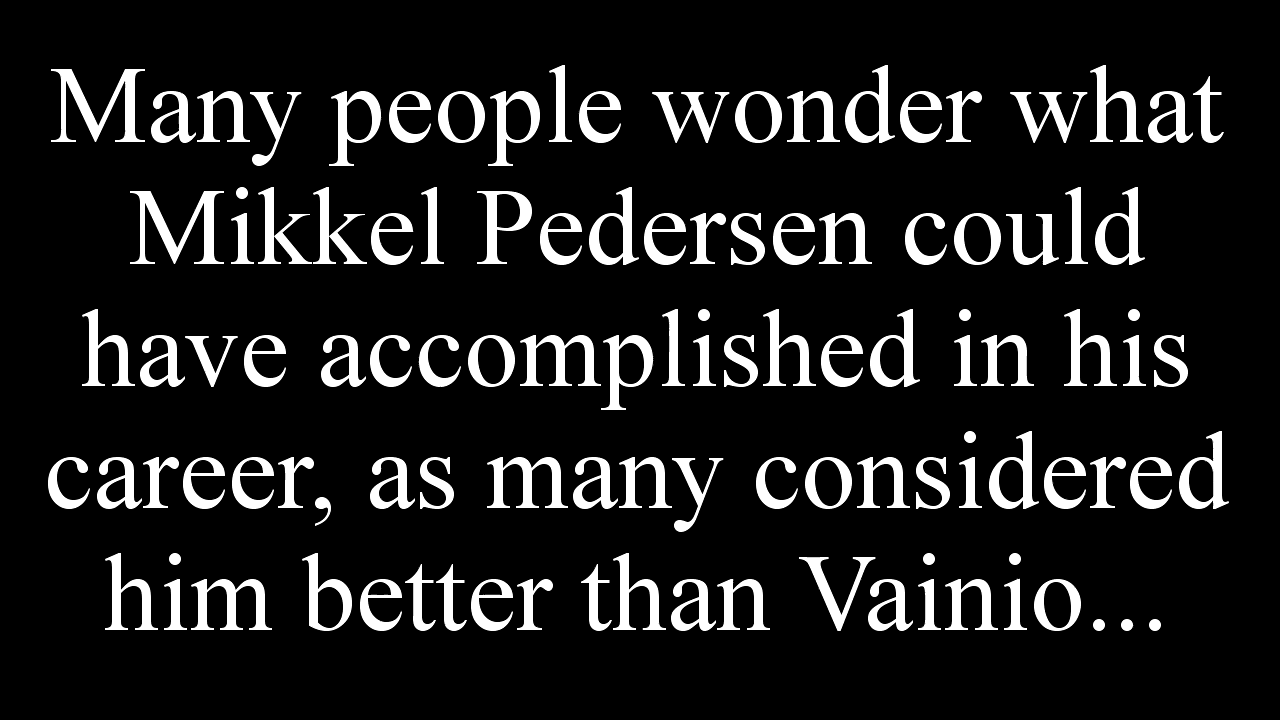 Many people wonder what
Mikkel Pedersen could
have accomplished in his
career, as many considered
him better than Vainio...